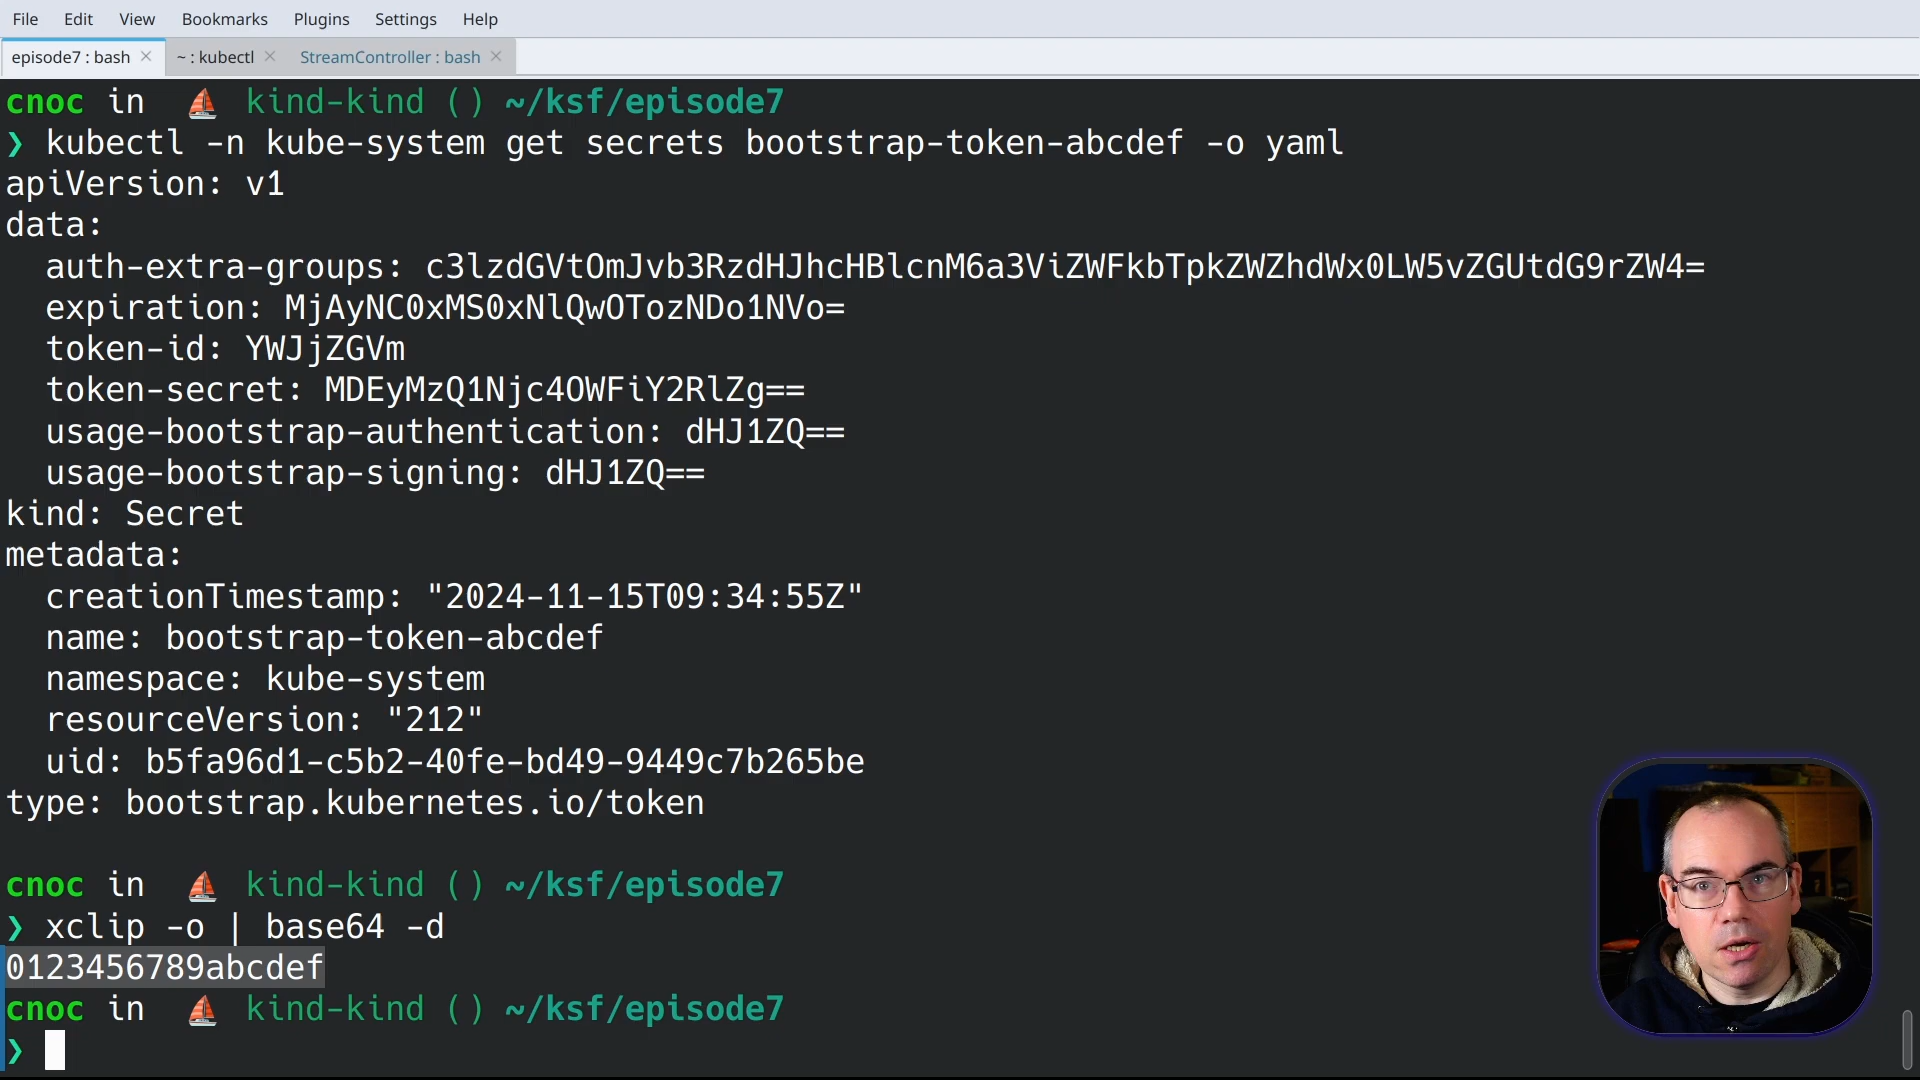 File Edit View Bookmarks Plugins Settings Help
episode7 : bash × ~ : kubectl × StreamController : bash ×
cnoc in ⛵ kind-kind () ~/ksf/episode7
❯ kubectl -n kube-system get secrets bootstrap-token-abcdef -o yaml
apiVersion: v1
data:
  auth-extra-groups: c3lzdGVtOmJvb3RzdHJhcHBlcnM6a3ViZWFkbTpkZWZhdWx0LW5vZGUtdG9rZW4=
  expiration: MjAyNC0xMS0xNlQwOTozNDo1NVo=
  token-id: YWJjZGVm
  token-secret: MDEyMzQ1Njc4OWFiY2RlZg==
  usage-bootstrap-authentication: dHJ1ZQ==
  usage-bootstrap-signing: dHJ1ZQ==
kind: Secret
metadata:
  creationTimestamp: "2024-11-15T09:34:55Z"
  name: bootstrap-token-abcdef
  namespace: kube-system
  resourceVersion: "212"
  uid: b5fa96d1-c5b2-40fe-bd49-9449c7b265be
type: bootstrap.kubernetes.io/token
cnoc in ⛵ kind-kind () ~/ksf/episode7
❯ xclip -o | base64 -d
0123456789abcdef
cnoc in ⛵ kind-kind () ~/ksf/episode7
❯